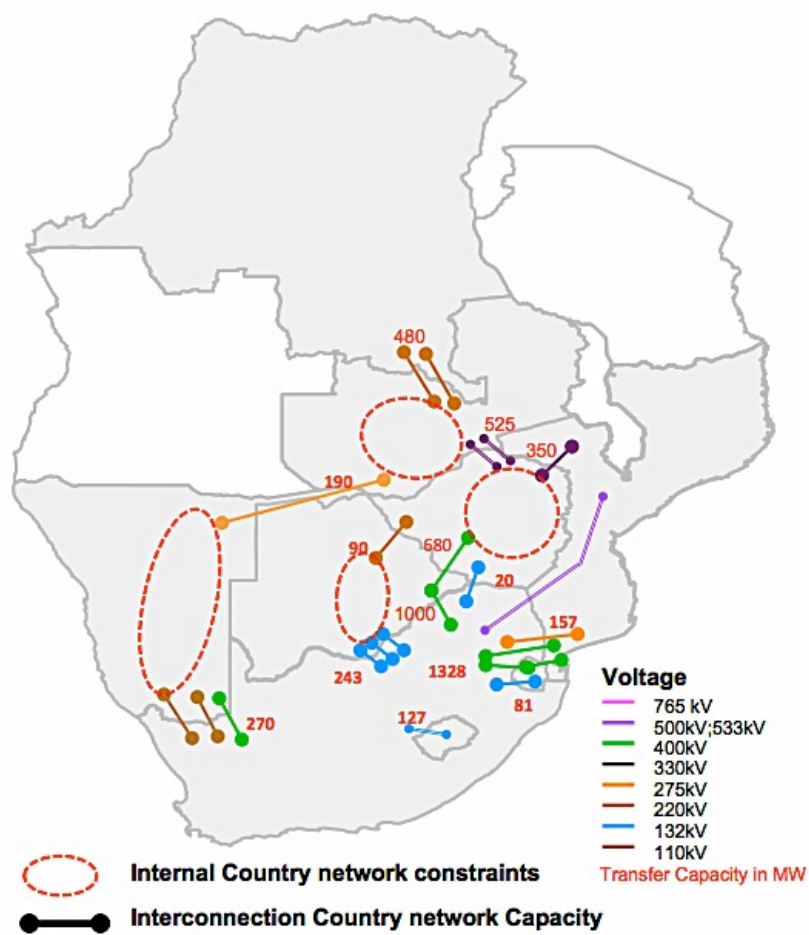 480
525
350
190
90
680
20
1000
157
243
1328
81
270
127
Voltage
765 kV
500kV;533kV
400kV
330kV
275kV
220kV
132kV
110kV
Transfer Capacity in MW
Internal Country network constraints
Interconnection Country network Capacity